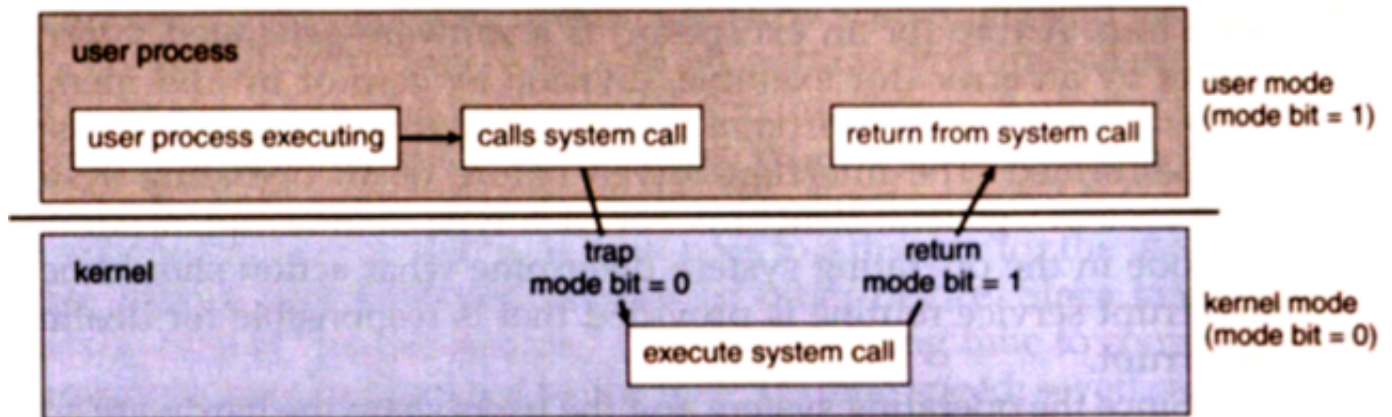 user process
user process executing
calls system call
return from system call
user mode
(mode bit = 1)
kernel
trap
mode bit = 0
return
mode bit = 1
execute system call
kernel mode
(mode bit = 0)